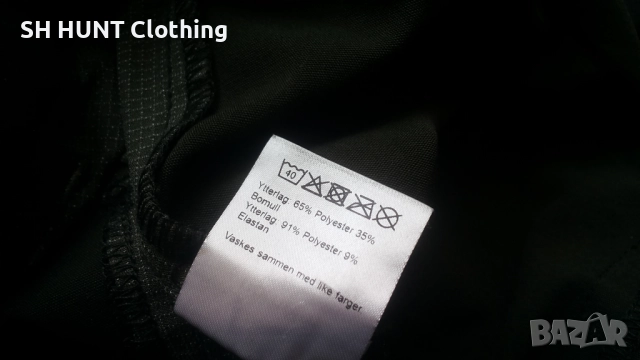 SH HUNT Clothing
40
Ytterlag: 65% Polyester 35%
Bomull
Ytterlag: 91% Polyester 9%
Elastan
Vaskes sammen med like farger
BAZAR